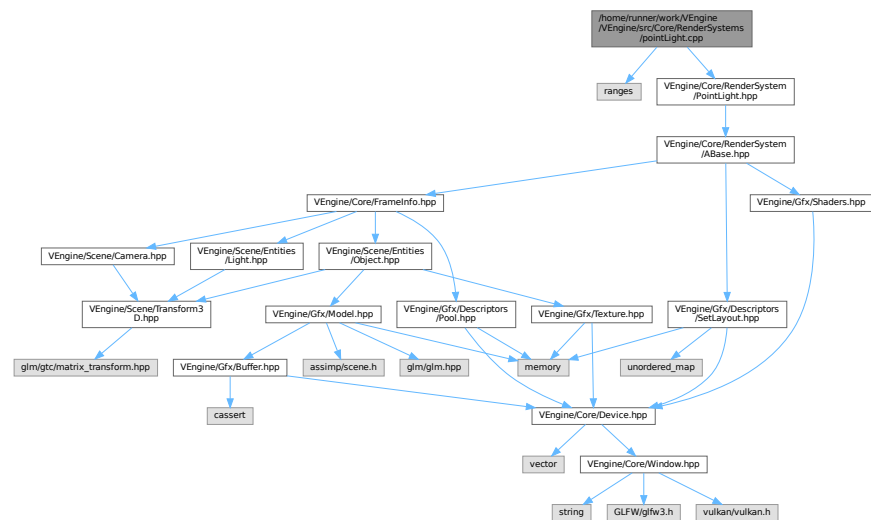 /home/runner/work/VEngine
/VEngine/src/Core/RenderSystems
/pointLight.cpp
ranges
VEngine/Core/RenderSystem
/PointLight.hpp
VEngine/Core/RenderSystem
/ABase.hpp
VEngine/Core/FrameInfo.hpp
VEngine/Gfx/Shaders.hpp
VEngine/Scene/Camera.hpp
VEngine/Scene/Entities
/Light.hpp
VEngine/Scene/Entities
/Object.hpp
VEngine/Scene/Transform3
D.hpp
VEngine/Gfx/Model.hpp
VEngine/Gfx/Descriptors
/Pool.hpp
VEngine/Gfx/Texture.hpp
VEngine/Gfx/Descriptors
/SetLayout.hpp
glm/gtc/matrix_transform.hpp
VEngine/Gfx/Buffer.hpp
assimp/scene.h
glm/glm.hpp
memory
unordered_map
cassert
VEngine/Core/Device.hpp
vector
VEngine/Core/Window.hpp
string
GLFW/glfw3.h
vulkan/vulkan.h